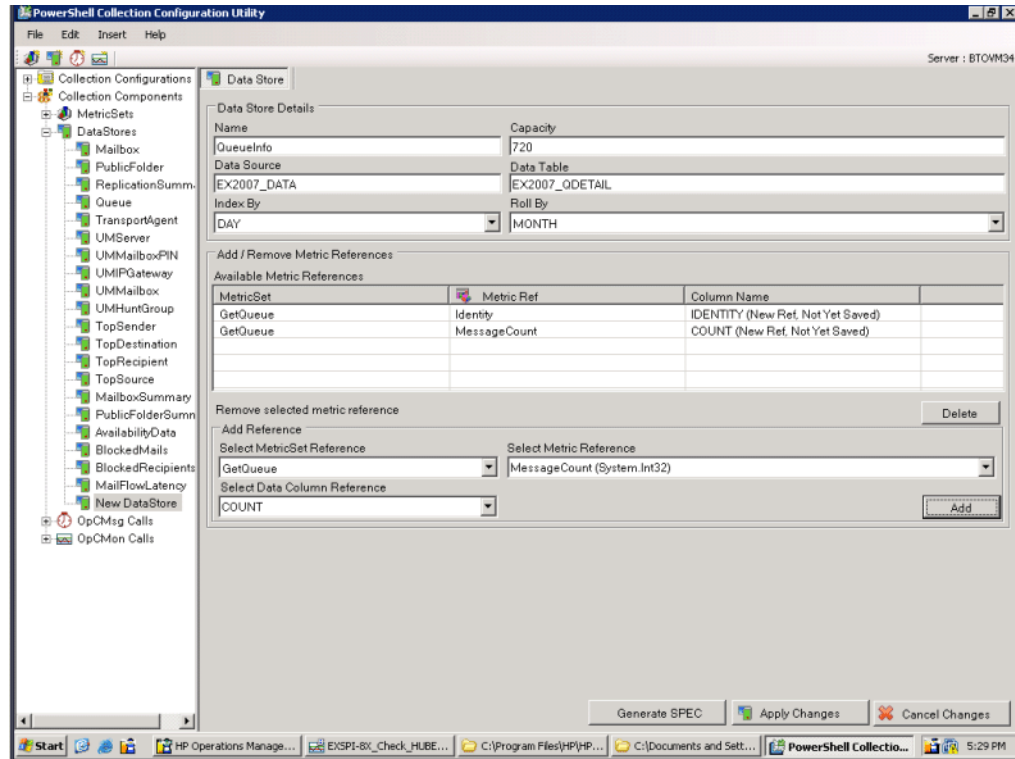 PowerShell Collection Configuration Utility
File Edit Insert Help
Server : BTOVM34
Collection Configurations
Collection Components
MetricSets
DataStores
Mailbox
PublicFolder
ReplicationSumm
Queue
TransportAgent
UMServer
UMMailboxPIN
UMIPGateway
UMMailbox
UMHuntGroup
TopSender
TopDestination
TopRecipient
TopSource
MailboxSummary
PublicFolderSumn
AvailabilityData
BlockedMails
BlockedRecipients
MailFlowLatency
New DataStore
OpCMsg Calls
OpCMon Calls
Data Store
Data Store Details
Name Capacity
QueueInfo 720
Data Source Data Table
EX2007_DATA EX2007_QDETAIL
Index By Roll By
DAY MONTH
Add / Remove Metric References
Available Metric References
MetricSet Metric Ref Column Name
GetQueue Identity IDENTITY (New Ref, Not Yet Saved)
GetQueue MessageCount COUNT (New Ref, Not Yet Saved)
Remove selected metric reference Delete
Add Reference
Select MetricSet Reference Select Metric Reference
GetQueue MessageCount (System.Int32)
Select Data Column Reference
COUNT Add
Generate SPEC Apply Changes Cancel Changes
Start HP Operations Manage... EXSPI-8X_Check_HUBE... C:\Program Files\HP\HP... C:\Documents and Sett... PowerShell Collectio... 5:29 PM